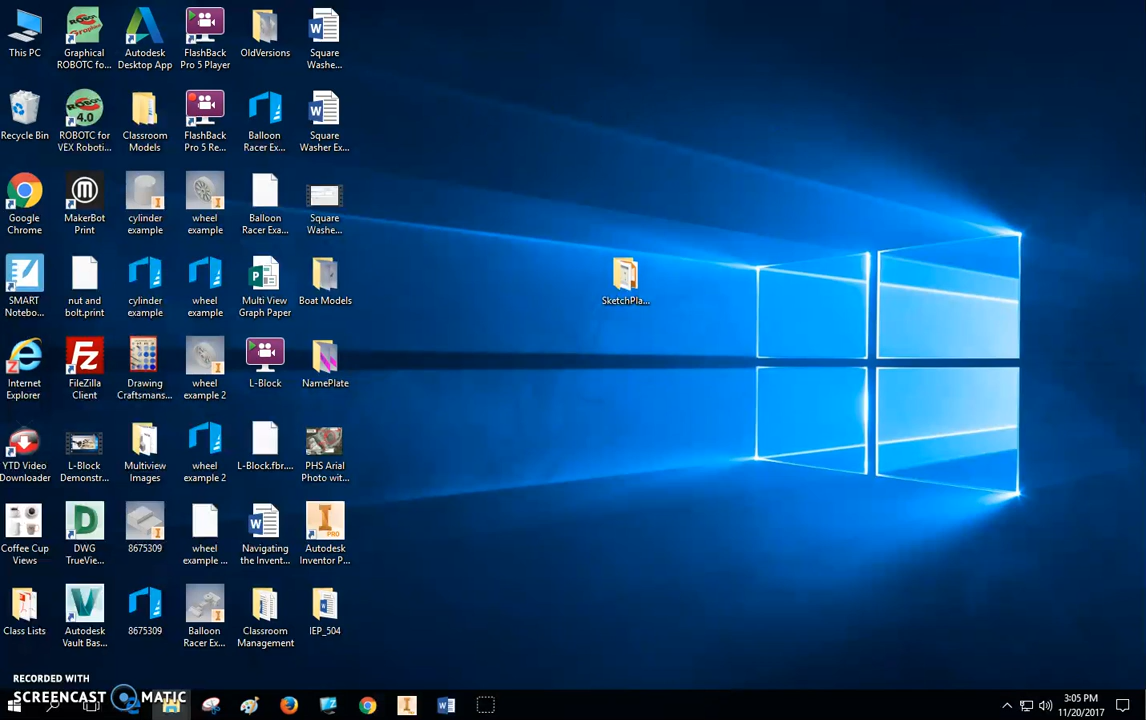 This PC
Graphical
ROBOTC fo...
Autodesk
Desktop App
FlashBack
Pro 5 Player
OldVersions
Square
Washe...
Recycle Bin
ROBOTC for
VEX Roboti...
Classroom
Models
FlashBack
Pro 5 Re...
Balloon
Racer Ex...
Square
Washer Ex...
Google
Chrome
MakerBot
Print
cylinder
example
wheel
example
Balloon
Racer Exa...
Square
Washe...
SMART
Notebo...
nut and
bolt.print
cylinder
example
wheel
example
Multi View
Graph Paper
Boat Models
SketchPla...
Internet
Explorer
FileZilla
Client
Drawing
Craftsmans...
wheel
example 2
L-Block
NamePlate
YTD Video
Downloader
L-Block
Demonstr...
Multiview
Images
wheel
example 2
L-Block.fbr....
PHS Arial
Photo wit...
Coffee Cup
Views
DWG
TrueVie...
8675309
wheel
example ...
Navigating
the Invent...
PRO
Autodesk
Inventor P...
Class Lists
Autodesk
Vault Bas...
8675309
Balloon
Racer Ex...
Classroom
Management
IEP_504
RECORDED WITH
SCREENCAST MATIC
3:05 PM
11/20/2017